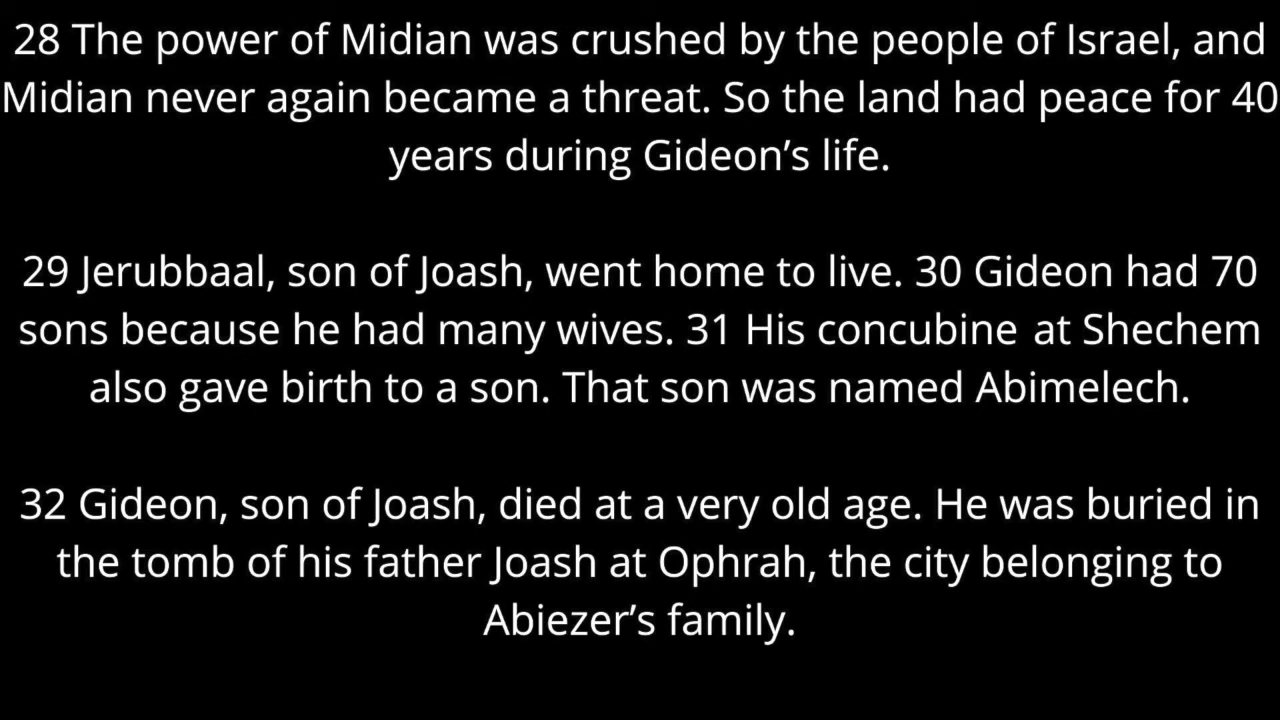 28 The power of Midian was crushed by the people of Israel, and
Midian never again became a threat. So the land had peace for 40
years during Gideon’s life.
29 Jerubbaal, son of Joash, went home to live. 30 Gideon had 70
sons because he had many wives. 31 His concubine at Shechem
also gave birth to a son. That son was named Abimelech.
32 Gideon, son of Joash, died at a very old age. He was buried in
the tomb of his father Joash at Ophrah, the city belonging to
Abiezer’s family.